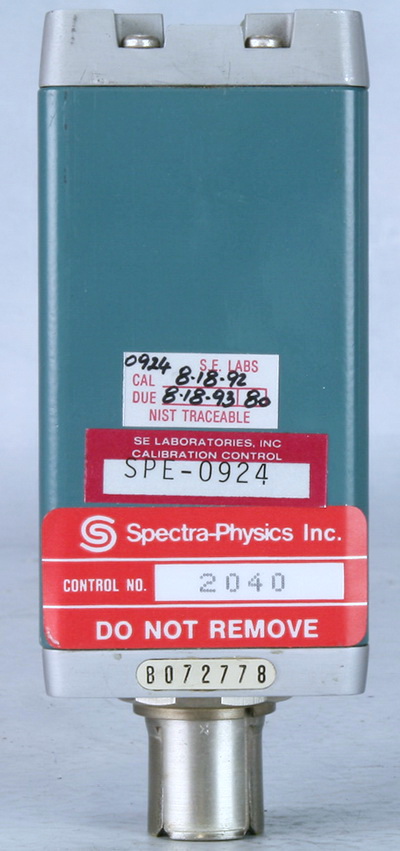 0924 S.E. LABS
CAL 8-18-92
DUE 8-18-93 80
NIST TRACEABLE
SE LABORATORIES, INC
CALIBRATION CONTROL
SPE-0924
Spectra-Physics Inc.
CONTROL NO. 2040
DO NOT REMOVE
B072778